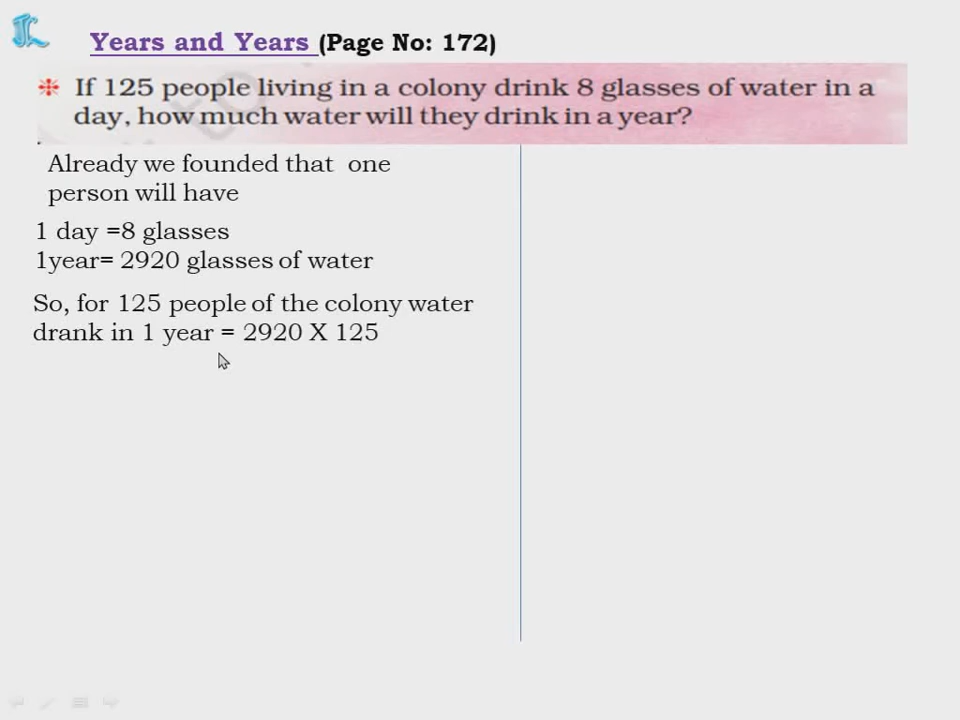 Years and Years (Page No: 172)
If 125 people living in a colony drink 8 glasses of water in a
day, how much water will they drink in a year?
Already we founded that one
person will have
1 day =8 glasses
1year= 2920 glasses of water
So, for 125 people of the colony water
drank in 1 year = 2920 X 125